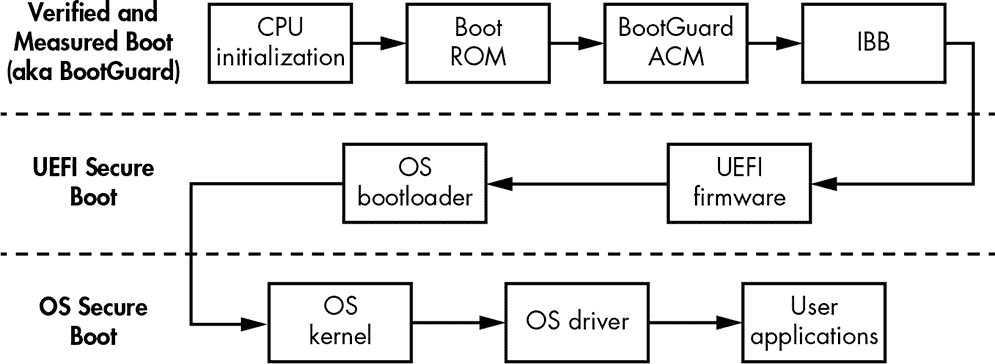 Verified and
Measured Boot
(aka BootGuard)
CPU
initialization
Boot
ROM
BootGuard
ACM
IBB
UEFI Secure
Boot
OS
bootloader
UEFI
firmware
OS Secure
Boot
OS
kernel
OS driver
User
applications